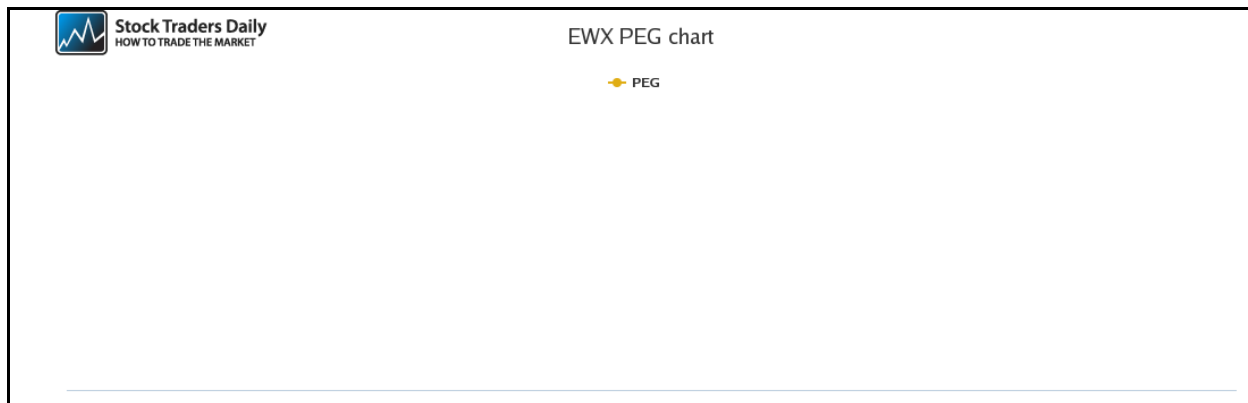 Stock Traders Daily
HOW TO TRADE THE MARKET
EWX PEG chart
PEG